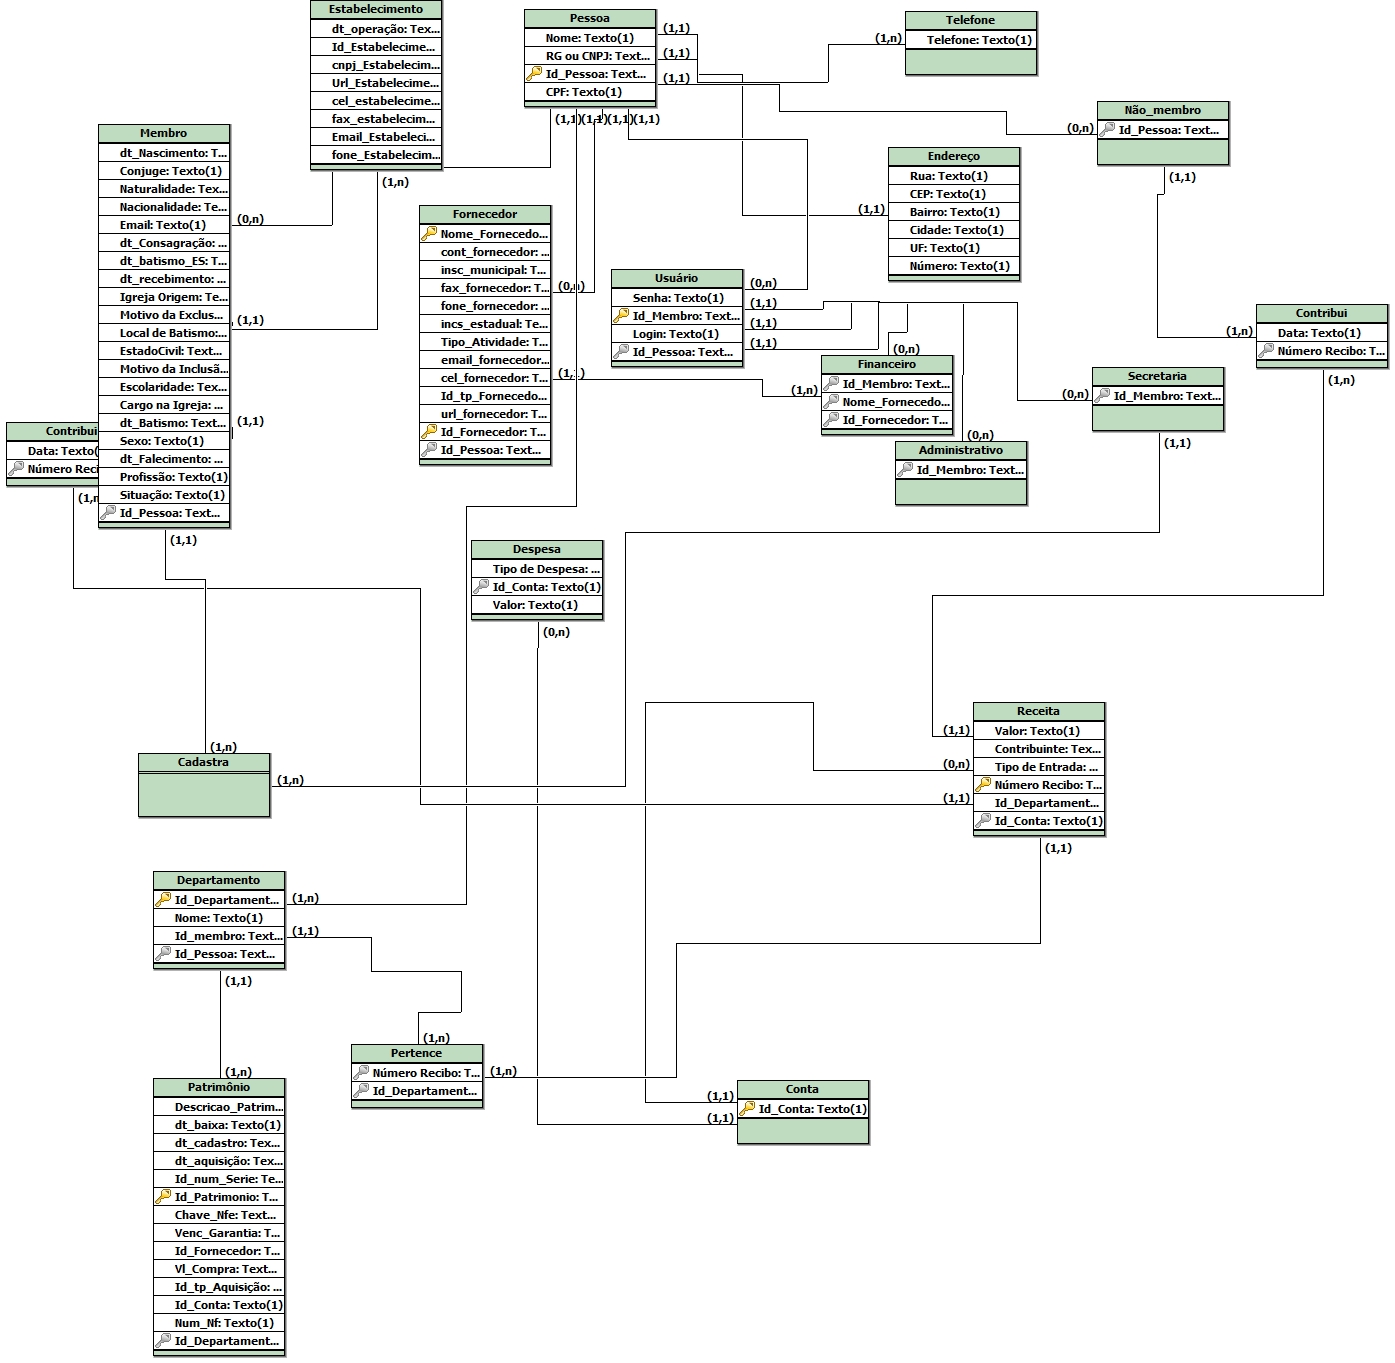 Estabelecimento
dt_operação: Tex...
Id_Estabelecime...
cnpj_Estabelecim...
Url_Estabelecime...
cel_estabelecime...
fax_estabelecim...
Email_Estabeleci...
fone_Estabelecim...
(1,n)
Pessoa
Nome: Texto(1)
RG ou CNPJ: Text...
Id_Pessoa: Text...
CPF: Texto(1)
(1,1)
(1,1)
(1,1)
(1,1)(1,1)(1,1)(1,1)
Telefone
(1,n)
Telefone: Texto(1)
Não_membro
(0,n)
Id_Pessoa: Text...
(1,1)
Membro
dt_Nascimento: T...
Conjuge: Texto(1)
Naturalidade: Tex...
Nacionalidade: Te...
Email: Texto(1)
dt_Consagração: ...
dt_batismo_ES: T...
dt_recebimento: ...
Igreja Origem: Te...
Motivo da Exclus...
Local de Batismo:...
EstadoCivil: Text...
Motivo da Inclusã...
Escolaridade: Tex...
Cargo na Igreja: ...
dt_Batismo: Text...
Sexo: Texto(1)
dt_Falecimento: ...
Profissão: Texto(1)
Situação: Texto(1)
Id_Pessoa: Text...
(0,n)
(1,1)
(1,1)
(1,1)
Contribui
Data: Texto(
Número Reci
(1,n
Endereço
Rua: Texto(1)
CEP: Texto(1)
(1,1)
Bairro: Texto(1)
Cidade: Texto(1)
UF: Texto(1)
Número: Texto(1)
Fornecedor
Nome_Fornecedo...
cont_fornecedor: ...
insc_municipal: T...
fax_fornecedor: T...
fone_fornecedor: ...
incs_estadual: Te...
Tipo_Atividade: T...
email_fornecedor...
cel_fornecedor: T...
Id_tp_Fornecedo...
url_fornecedor: T...
Id_Fornecedor: T...
Id_Pessoa: Text...
(0,n)
(1,1)
Usuário
Senha: Texto(1)
Id_Membro: Text...
Login: Texto(1)
Id_Pessoa: Text...
(0,n)
(1,1)
(1,1)
(1,1)
Contribui
Data: Texto(1)
(1,n)
Número Recibo: T...
(1,n)
(0,n)
Financeiro
Id_Membro: Text...
(1,n)
Nome_Fornecedo...
Id_Fornecedor: T...
Secretaria
(0,n)
Id_Membro: Text...
(1,1)
(0,n)
Administrativo
Id_Membro: Text...
Despesa
Tipo de Despesa: ...
Id_Conta: Texto(1)
Valor: Texto(1)
(0,n)
Receita
Valor: Texto(1)
Contribuinte: Tex...
Tipo de Entrada: ...
Número Recibo: T...
Id_Departament...
Id_Conta: Texto(1)
(1,1)
(0,n)
(1,1)
(1,1)
(1,n)
Cadastra
(1,n)
Departamento
Id_Departament...
Nome: Texto(1)
Id_membro: Text...
Id_Pessoa: Text...
(1,n)
(1,1)
(1,1)
(1,n)
Pertence
Número Recibo: T...
Id_Departament...
(1,n)
(1,n)
Patrimônio
Descricao_Patrim...
dt_baixa: Texto(1)
dt_cadastro: Tex...
dt_aquisição: Tex...
Id_num_Serie: Te...
Id_Patrimonio: T...
Chave_Nfe: Text...
Venc_Garantia: T...
Id_Fornecedor: T...
Vl_Compra: Text...
Id_tp_Aquisição: ...
Id_Conta: Texto(1)
Num_Nf: Texto(1)
Id_Departament...
Conta
Id_Conta: Texto(1)
(1,1)
(1,1)